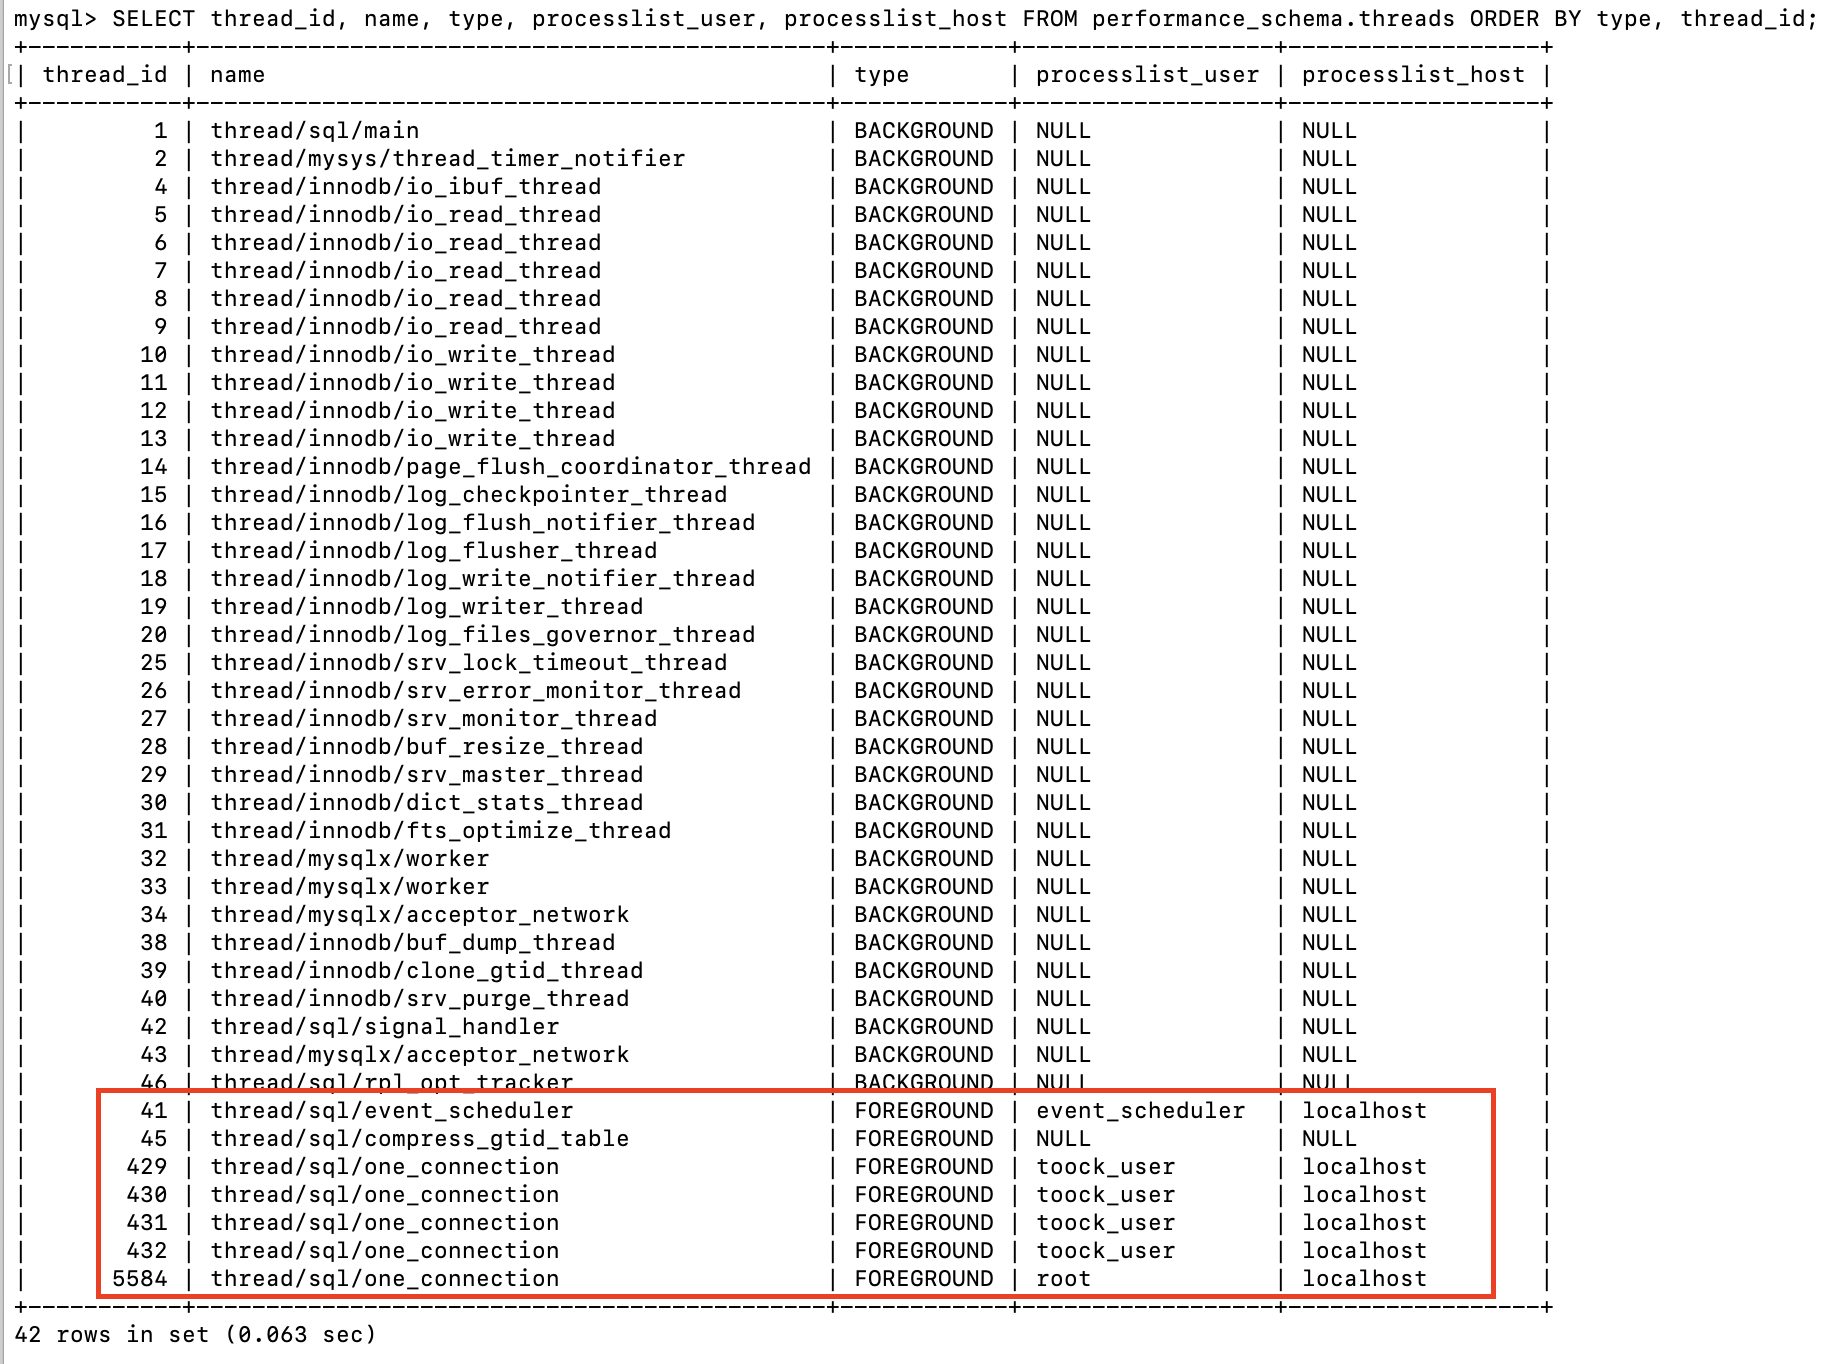 mysql> SELECT thread_id, name, type, processlist_user, processlist_host FROM performance_schema.threads ORDER BY type, thread_id;
+-----------+---------------------------------------------+------------+------------------+------------------+
| thread_id | name                                        | type       | processlist_user | processlist_host |
+-----------+---------------------------------------------+------------+------------------+------------------+
|         1 | thread/sql/main                             | BACKGROUND | NULL             | NULL             |
|         2 | thread/mysys/thread_timer_notifier          | BACKGROUND | NULL             | NULL             |
|         4 | thread/innodb/io_ibuf_thread                | BACKGROUND | NULL             | NULL             |
|         5 | thread/innodb/io_read_thread                | BACKGROUND | NULL             | NULL             |
|         6 | thread/innodb/io_read_thread                | BACKGROUND | NULL             | NULL             |
|         7 | thread/innodb/io_read_thread                | BACKGROUND | NULL             | NULL             |
|         8 | thread/innodb/io_read_thread                | BACKGROUND | NULL             | NULL             |
|         9 | thread/innodb/io_read_thread                | BACKGROUND | NULL             | NULL             |
|        10 | thread/innodb/io_write_thread               | BACKGROUND | NULL             | NULL             |
|        11 | thread/innodb/io_write_thread               | BACKGROUND | NULL             | NULL             |
|        12 | thread/innodb/io_write_thread               | BACKGROUND | NULL             | NULL             |
|        13 | thread/innodb/io_write_thread               | BACKGROUND | NULL             | NULL             |
|        14 | thread/innodb/page_flush_coordinator_thread | BACKGROUND | NULL             | NULL             |
|        15 | thread/innodb/log_checkpointer_thread       | BACKGROUND | NULL             | NULL             |
|        16 | thread/innodb/log_flush_notifier_thread     | BACKGROUND | NULL             | NULL             |
|        17 | thread/innodb/log_flusher_thread            | BACKGROUND | NULL             | NULL             |
|        18 | thread/innodb/log_write_notifier_thread     | BACKGROUND | NULL             | NULL             |
|        19 | thread/innodb/log_writer_thread             | BACKGROUND | NULL             | NULL             |
|        20 | thread/innodb/log_files_governor_thread     | BACKGROUND | NULL             | NULL             |
|        25 | thread/innodb/srv_lock_timeout_thread       | BACKGROUND | NULL             | NULL             |
|        26 | thread/innodb/srv_error_monitor_thread      | BACKGROUND | NULL             | NULL             |
|        27 | thread/innodb/srv_monitor_thread            | BACKGROUND | NULL             | NULL             |
|        28 | thread/innodb/buf_resize_thread             | BACKGROUND | NULL             | NULL             |
|        29 | thread/innodb/srv_master_thread             | BACKGROUND | NULL             | NULL             |
|        30 | thread/innodb/dict_stats_thread             | BACKGROUND | NULL             | NULL             |
|        31 | thread/innodb/fts_optimize_thread           | BACKGROUND | NULL             | NULL             |
|        32 | thread/mysqlx/worker                        | BACKGROUND | NULL             | NULL             |
|        33 | thread/mysqlx/worker                        | BACKGROUND | NULL             | NULL             |
|        34 | thread/mysqlx/acceptor_network              | BACKGROUND | NULL             | NULL             |
|        38 | thread/innodb/buf_dump_thread               | BACKGROUND | NULL             | NULL             |
|        39 | thread/innodb/clone_gtid_thread             | BACKGROUND | NULL             | NULL             |
|        40 | thread/innodb/srv_purge_thread              | BACKGROUND | NULL             | NULL             |
|        42 | thread/sql/signal_handler                   | BACKGROUND | NULL             | NULL             |
|        43 | thread/mysqlx/acceptor_network              | BACKGROUND | NULL             | NULL             |
|        46 | thread/sql/rpl_opt_tracker                  | BACKGROUND | NULL             | NULL             |
|        41 | thread/sql/event_scheduler                  | FOREGROUND | event_scheduler  | localhost        |
|        45 | thread/sql/compress_gtid_table              | FOREGROUND | NULL             | NULL             |
|       429 | thread/sql/one_connection                   | FOREGROUND | toock_user       | localhost        |
|       430 | thread/sql/one_connection                   | FOREGROUND | toock_user       | localhost        |
|       431 | thread/sql/one_connection                   | FOREGROUND | toock_user       | localhost        |
|       432 | thread/sql/one_connection                   | FOREGROUND | toock_user       | localhost        |
|      5584 | thread/sql/one_connection                   | FOREGROUND | root             | localhost        |
+-----------+---------------------------------------------+------------+------------------+------------------+
42 rows in set (0.063 sec)